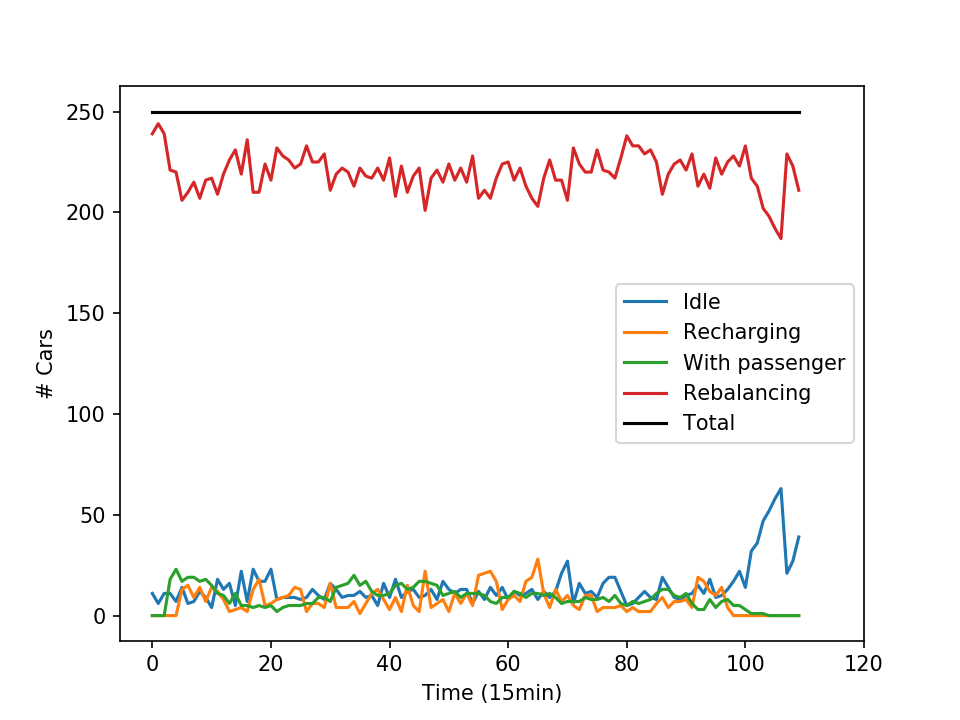 250
200
150
100
50
0
# Cars
Idle
Recharging
With passenger
Rebalancing
Total
0 20 40 60 80 100 120
Time (15min)